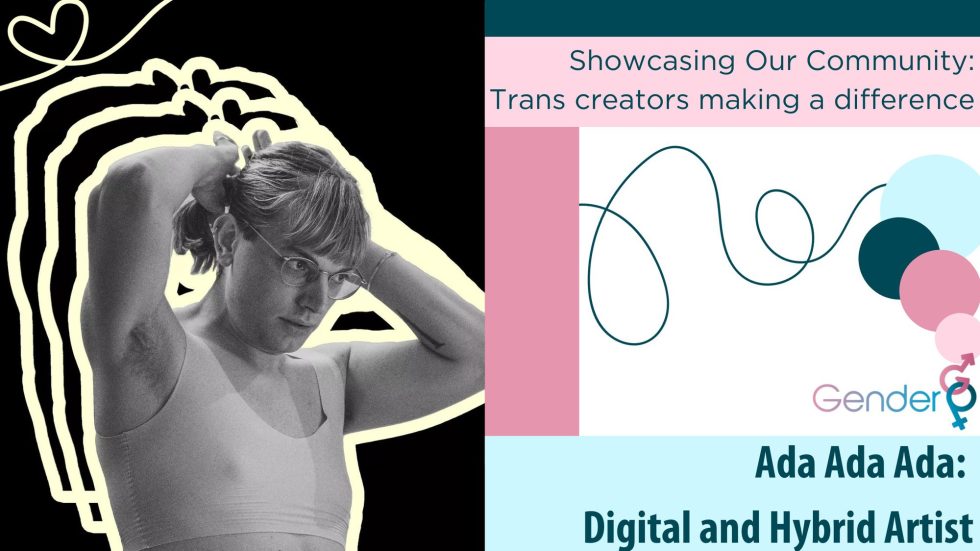 Showcasing Our Community:
Trans creators making a difference
Gender
Ada Ada Ada:
Digital and Hybrid Artist